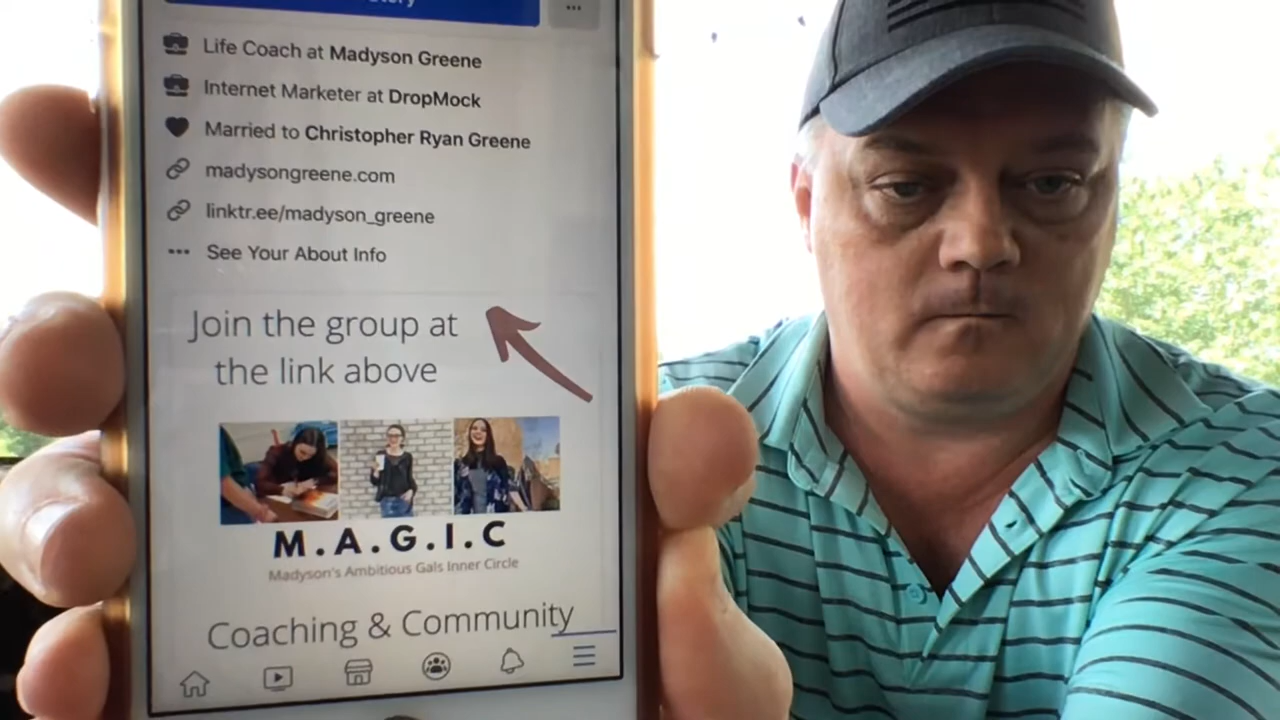 Life Coach at Madyson Greene
Internet Marketer at DropMock
Married to Christopher Ryan Greene
madysongreene.com
linktr.ee/madyson_greene
See Your About Info
Join the group at
the link above
M.A.G.I.C
Madyson's Ambitious Gals Inner Circle
Coaching & Community